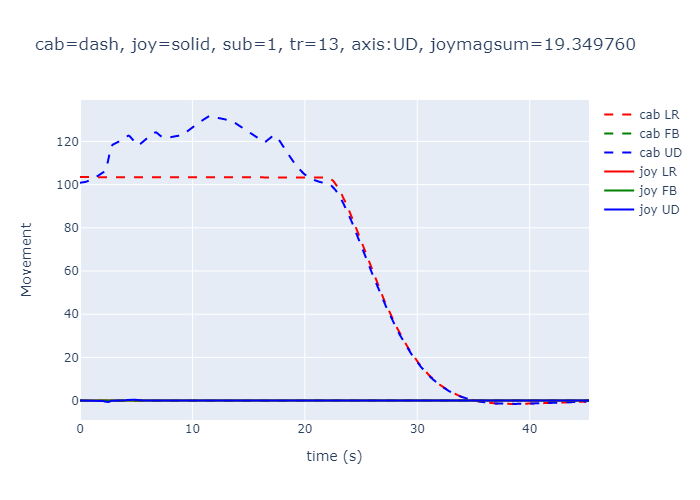 cab=dash, joy=solid, sub=1, tr=13, axis:UD, joymagsum=19.349760
cab LR
cab FB
cab UD
joy LR
joy FB
joy UD
Movement
120
100
80
60
40
20
0
0 10 20 30 40
time (s)